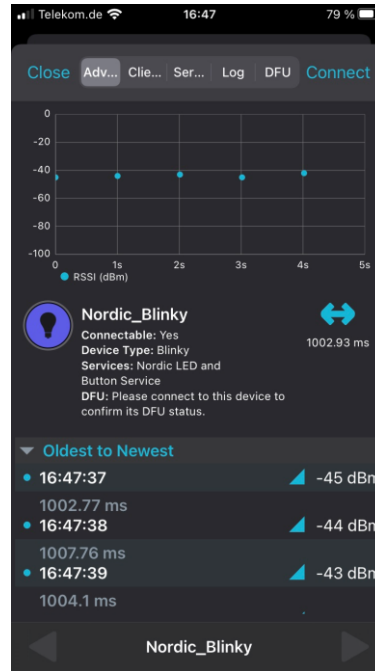 Telekom.de 16:47 79 %
Close Adv... Clie... Ser... Log DFU Connect
0
-20
-40
-60
-80
-100
0 1s 2s 3s 4s 5s
RSSI (dBm)
Nordic_Blinky
Connectable: Yes
1002.93 ms
Device Type: Blinky
Services: Nordic LED and
Button Service
DFU: Please connect to this device to
confirm its DFU status.
Oldest to Newest
16:47:37 -45 dBm
1002.77 ms
16:47:38 -44 dBm
1007.76 ms
16:47:39 -43 dBm
1004.1 ms
Nordic_Blinky